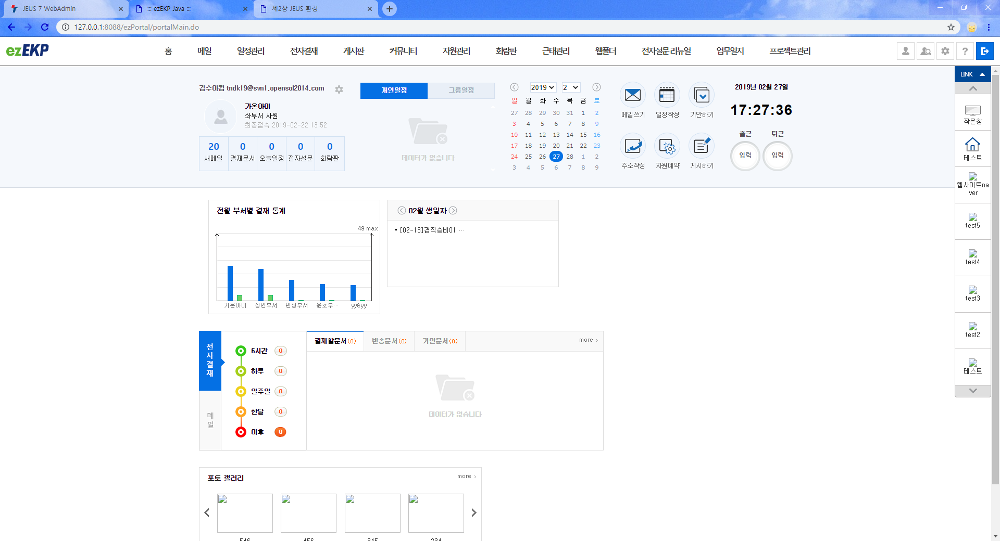 JEUS 7 WebAdmin
::: ezEKP Java :::
제2장 JEUS 환경
127.0.0.1:8088/ezPortal/portalMain.do
ezEKP
홈 메일 일정관리 전자결재 게시판 커뮤니티 자원관리 회람판 근태관리 웹폴더 전자설문 리뉴얼 업무일지 프로젝트관리
김수아킴 tndk19@svn1.opensol2014.com
가온아이
솨부서 사원
최종접속 2019-02-22 13:52
20 0 0 0 0
새메일 결재문서 오늘일정 전자설문 회람판
개인일정 그룹일정
데이터가 없습니다
2019 2
일 월 화 수 목 금 토
27 28 29 30 31 1 2
3 4 5 6 7 8 9
10 11 12 13 14 15 16
17 18 19 20 21 22 23
24 25 26 27 28 1 2
3 4 5 6 7 8 9
메일쓰기 일정작성 기안하기
주소작성 자원예약 게시하기
2019년 02월 27일
17:27:36
출근 퇴근
입력 입력
LINK
작은창
테스트
웹사이트na
ver
test5
test4
test3
test2
테스트
전월 부서별 결재 통계
49 max
가온아이 성빈부서 민성부서 윤호부… yy&yy
02월 생일자
[02-13]겸직승비01 …
전자결재
메일
6시간 0
하루 0
일주일 0
한달 0
이후 0
결재할문서(0) 반송문서(0) 기안문서(0) more
데이터가 없습니다
포토 갤러리 more
546 456 345 234